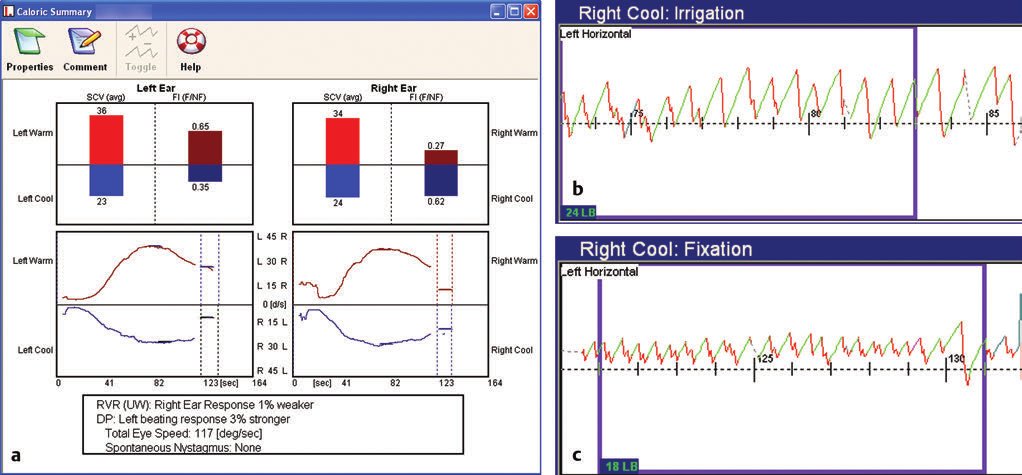 Caloric Summary
Properties Comment Toggle Help
Left Ear
SCV (avg) FI (F/NF)
36
0.65
23
0.35
Left Warm
Left Cool
Right Ear
SCV (avg) FI (F/NF)
34
0.27
24
0.62
Right Warm
Right Cool
Left Warm
Left Cool
L 45 R
L 30 R
L 15 R
0 [d/s]
R 15 L
R 30 L
R 45 L
Right Warm
Right Cool
0 41 82 123 [sec] 164
0 [sec] 41 82 123 164
RVR (UW): Right Ear Response 1% weaker
DP: Left beating response 3% stronger
Total Eye Speed: 117 [deg/sec]
Spontaneous Nystagmus: None
a
Right Cool: Irrigation
Left Horizontal
75 80 85
b
24 LB
Right Cool: Fixation
Left Horizontal
125 130
c
18 LB